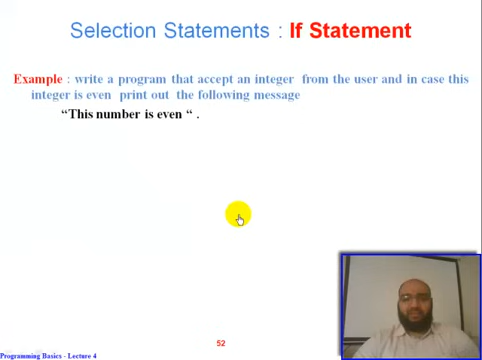 Selection Statements : If Statement
Example : write a program that accept an integer from the user and in case this
integer is even print out the following message
“This number is even “ .
52
Programming Basics - Lecture 4